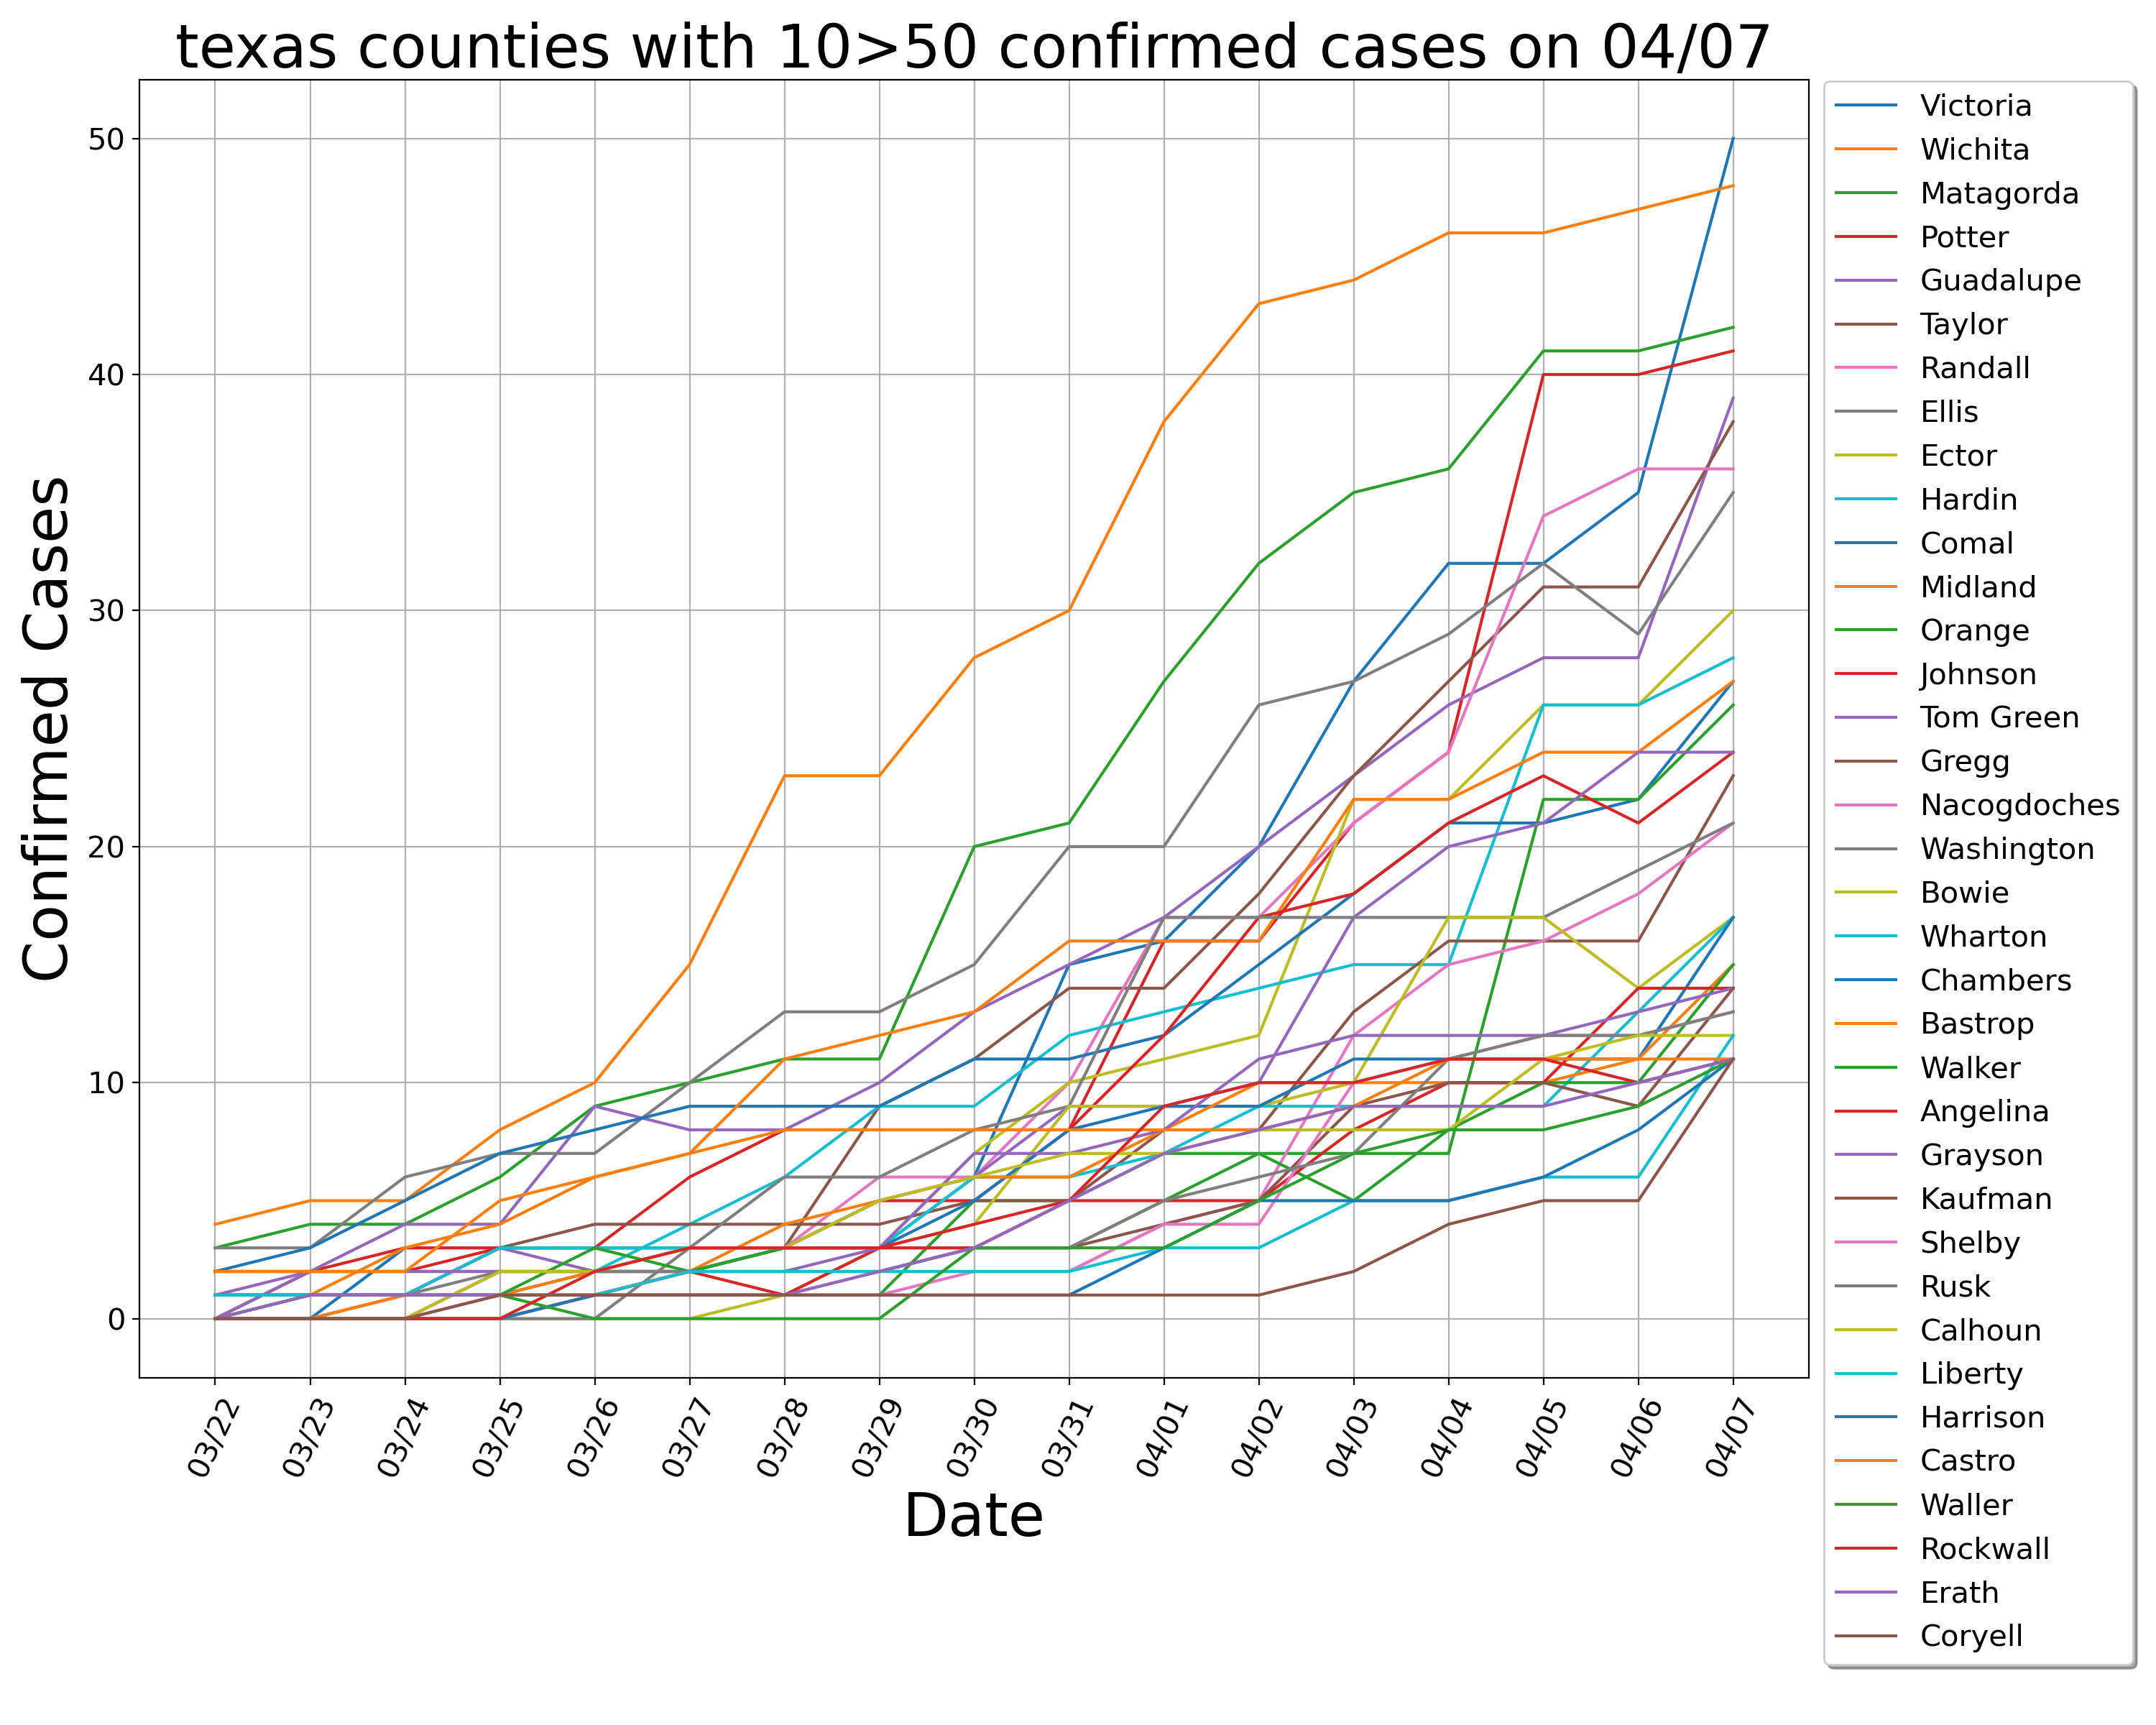 texas counties with 10>50 confirmed cases on 04/07
Confirmed Cases
50
40
30
20
10
0
03/22
03/23
03/24
03/25
03/26
03/27
03/28
03/29
03/30
03/31
04/01
04/02
04/03
04/04
04/05
04/06
04/07
Date
Victoria
Wichita
Matagorda
Potter
Guadalupe
Taylor
Randall
Ellis
Ector
Hardin
Comal
Midland
Orange
Johnson
Tom Green
Gregg
Nacogdoches
Washington
Bowie
Wharton
Chambers
Bastrop
Walker
Angelina
Grayson
Kaufman
Shelby
Rusk
Calhoun
Liberty
Harrison
Castro
Waller
Rockwall
Erath
Coryell